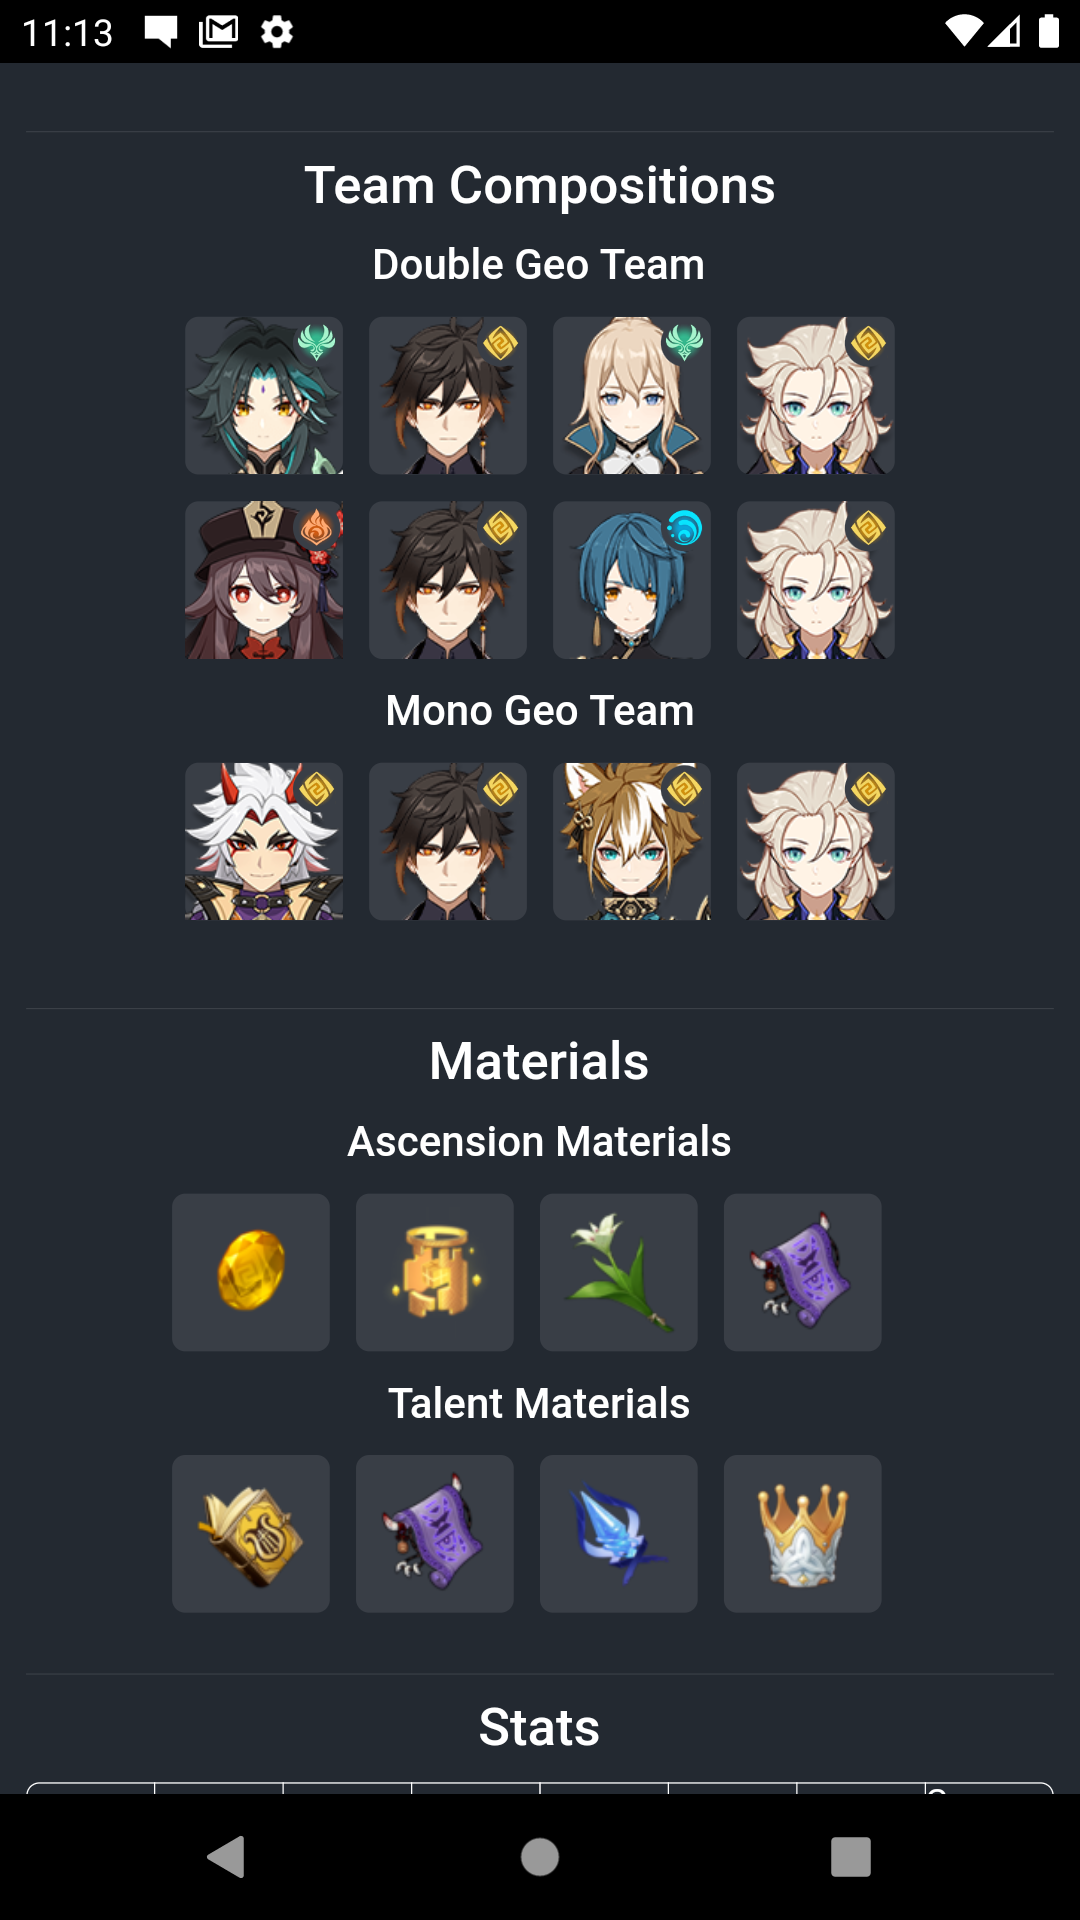 11:13
Team Compositions
Double Geo Team
Mono Geo Team
Materials
Ascension Materials
Talent Materials
Stats